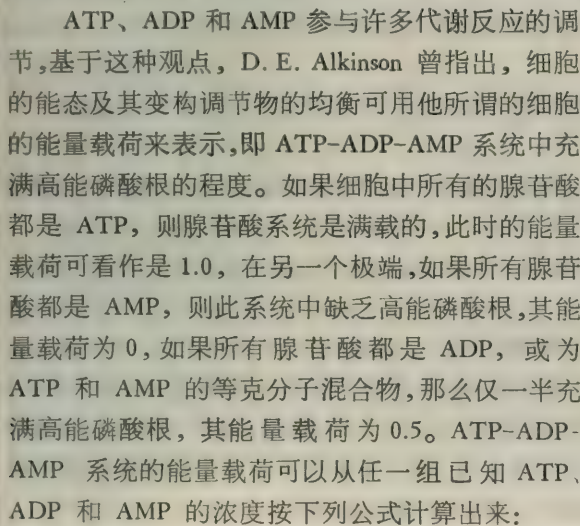 ATP、ADP 和 AMP 参与许多代谢反应的调
节,基于这种观点, D. E. Alkinson 曾指出, 细胞
的能态及其变构调节物的均衡可用他所谓的细胞
的能量载荷来表示,即 ATP-ADP-AMP 系统中充
满高能磷酸根的程度。如果细胞中所有的腺苷酸
都是 ATP, 则腺苷酸系统是满载的,此时的能量
载荷可看作是 1.0, 在另一个极端,如果所有腺苷
酸都是 AMP, 则此系统中缺乏高能磷酸根,其能
量载荷为 0,如果所有腺苷酸都是 ADP, 或为
ATP 和 AMP 的等克分子混合物,那么仅一半充
满高能磷酸根, 其能量载荷为 0.5。ATP-ADP-
AMP 系统的能量载荷可以从任一组已知 ATP、
ADP 和 AMP 的浓度按下列公式计算出来: